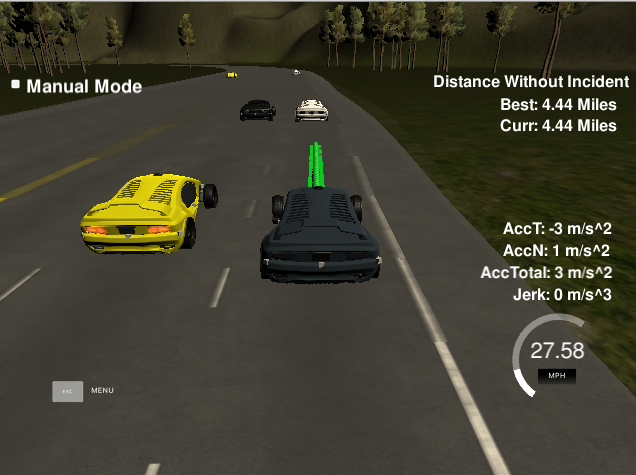 Manual Mode
Distance Without Incident
Best: 4.44 Miles
Curr: 4.44 Miles
AccT: -3 m/s^2
AccN: 1 m/s^2
AccTotal: 3 m/s^2
Jerk: 0 m/s^3
27.58
MPH
ESC MENU